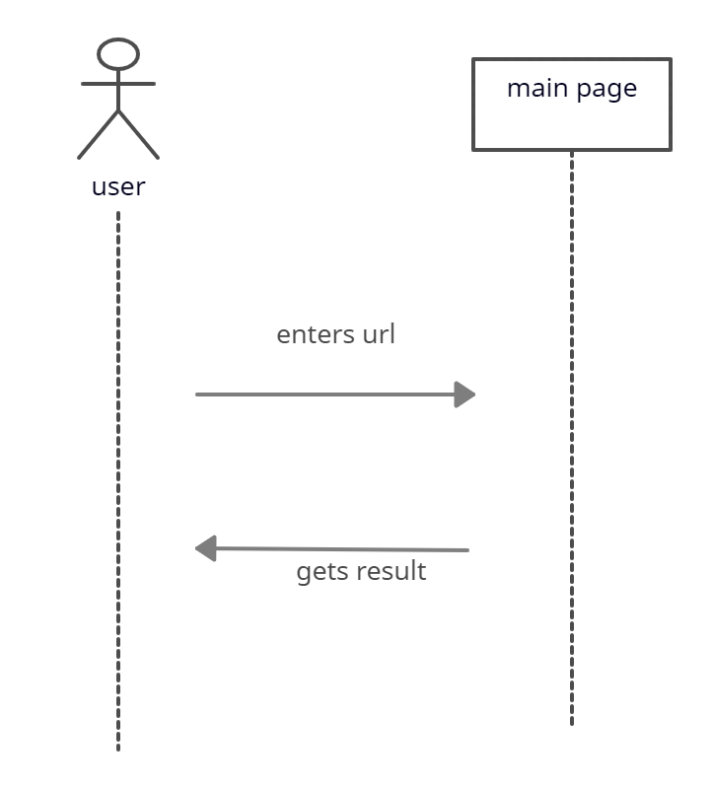 main page
user
enters url
gets result